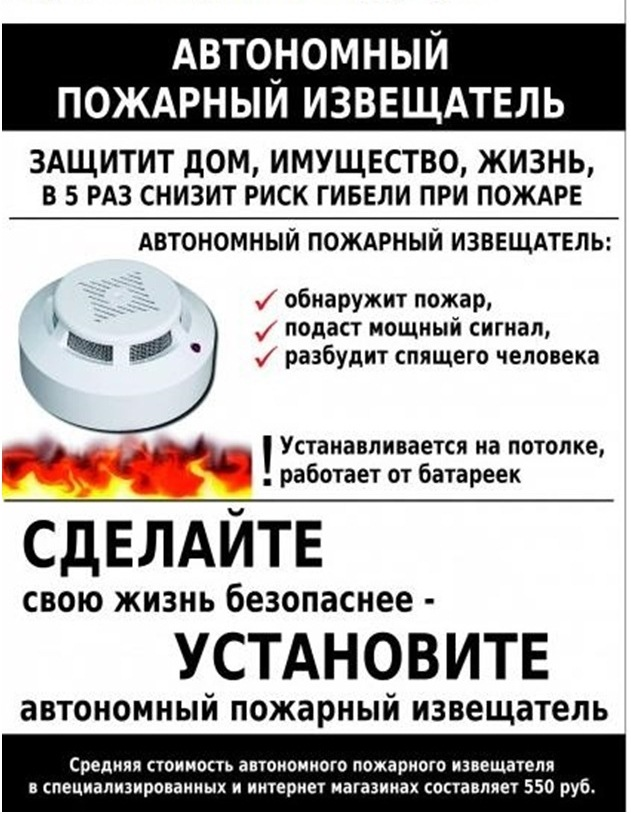 АВТОНОМНЫЙ
ПОЖАРНЫЙ ИЗВЕЩАТЕЛЬ
ЗАЩИТИТ ДОМ, ИМУЩЕСТВО, ЖИЗНЬ,
В 5 РАЗ СНИЗИТ РИСК ГИБЕЛИ ПРИ ПОЖАРЕ
АВТОНОМНЫЙ ПОЖАРНЫЙ ИЗВЕЩАТЕЛЬ:
обнаружит пожар,
подаст мощный сигнал,
разбудит спящего человека
! Устанавливается на потолке,
работает от батареек
СДЕЛАЙТЕ
свою жизнь безопаснее -
УСТАНОВИТЕ
автономный пожарный извещатель
Средняя стоимость автономного пожарного извещателя
в специализированных и интернет магазинах составляет 550 руб.